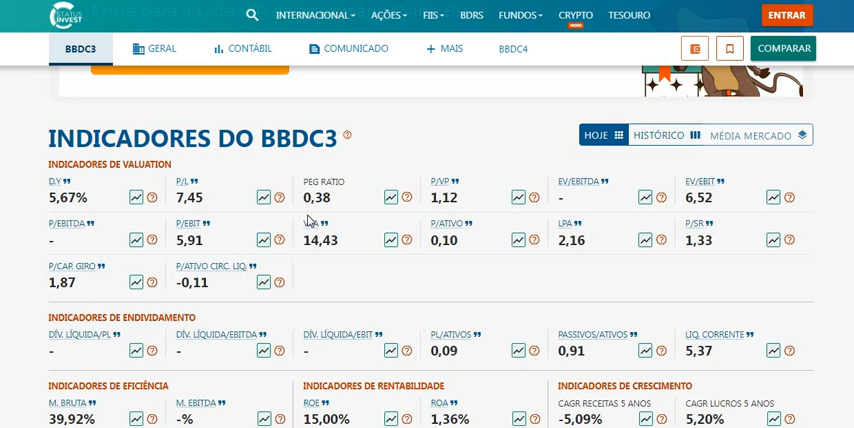 STATUS
INVEST
INTERNACIONAL
AÇÕES
FIIS
BDRS
FUNDOS
CRYPTO
TESOURO
ENTRAR
BBDC3
GERAL
CONTÁBIL
COMUNICADO
+ MAIS
BBDC4
COMPARAR
INDICADORES DO BBDC3
HOJE
HISTÓRICO
MÉDIA MERCADO
INDICADORES DE VALUATION
D.Y P/L PEG RATIO P/VP EV/EBITDA EV/EBIT
5,67% 7,45 0,38 1,12 - 6,52
P/EBITDA P/EBIT P/ATIVO LPA P/SR
- 5,91 14,43 0,10 2,16 1,33
P/CAP. GIRO P/ATIVO CIRC. LIQ.
1,87 -0,11
INDICADORES DE ENDIVIDAMENTO
DÍV. LÍQUIDA/PL DÍV. LÍQUIDA/EBITDA DÍV. LÍQUIDA/EBIT PL/ATIVOS PASSIVOS/ATIVOS LIQ. CORRENTE
- - - 0,09 0,91 5,37
INDICADORES DE EFICIÊNCIA INDICADORES DE RENTABILIDADE INDICADORES DE CRESCIMENTO
M. BRUTA M. EBITDA ROE ROA CAGR RECEITAS 5 ANOS CAGR LUCROS 5 ANOS
39,92% -% 15,00% 1,36% -5,09% 5,20%